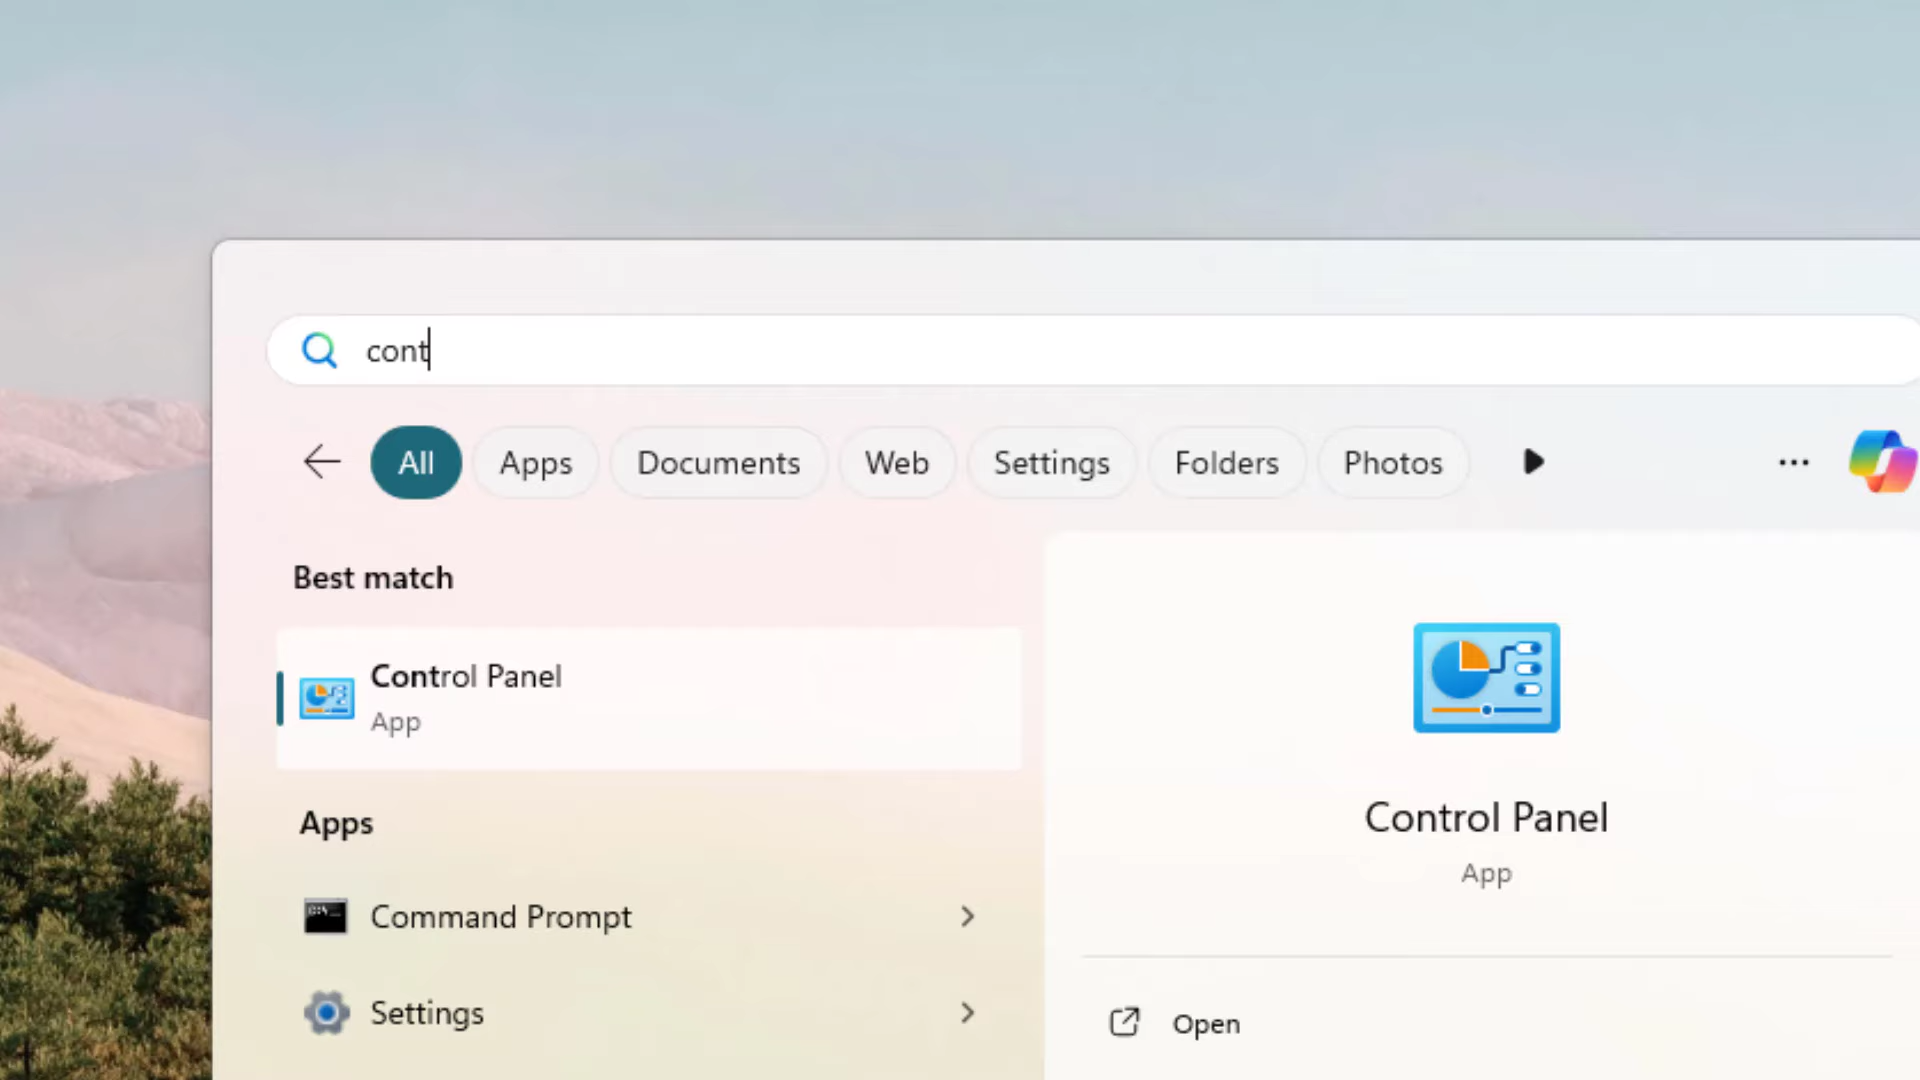 cont
All Apps Documents Web Settings Folders Photos
Best match
Control Panel
App
Apps
Command Prompt
Settings
Control Panel
App
Open